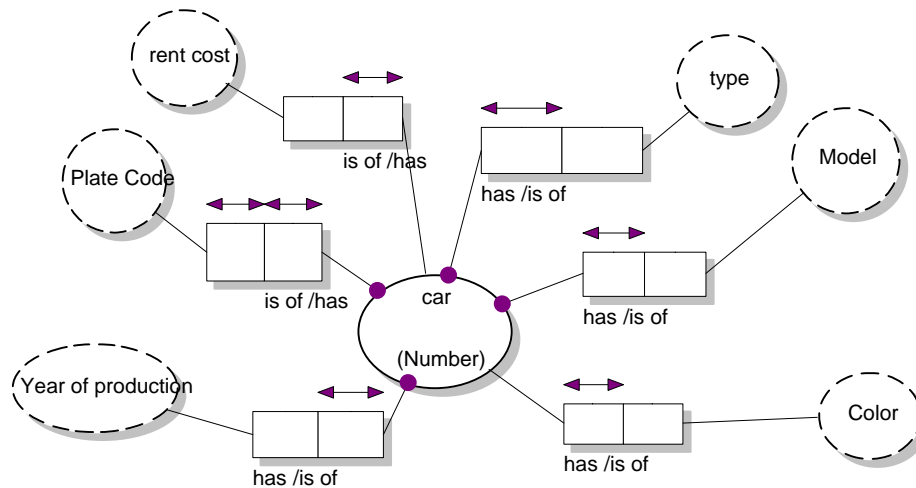 rent cost
type
is of /has
Model
Plate Code
has /is of
is of /has
car
has /is of
(Number)
Year of production
Color
has /is of
has /is of